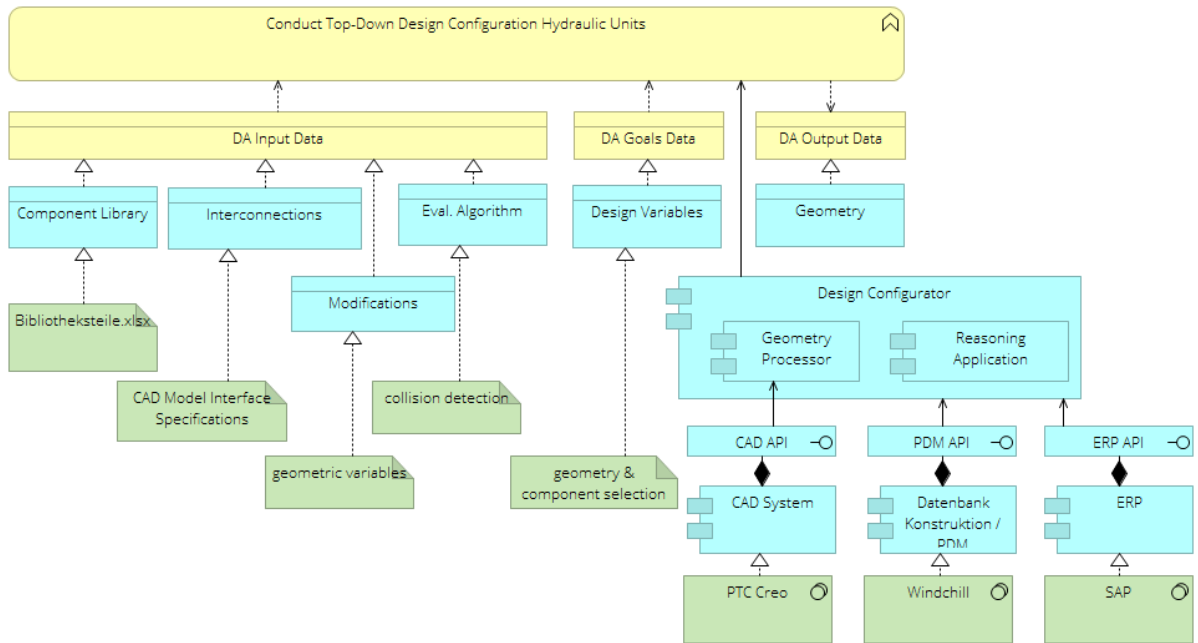 Conduct Top-Down Design Configuration Hydraulic Units
DA Input Data
DA Goals Data
DA Output Data
Component Library
Interconnections
Eval. Algorithm
Design Variables
Geometry
Modifications
Design Configurator
Bibliotheksteile.xlsx
Geometry
Processor
Reasoning
Application
CAD Model Interface
Specifications
collision detection
CAD API
PDM API
ERP API
geometric variables
geometry &
component selection
CAD System
Datenbank
Konstruktion /
PDM
ERP
PTC Creo
Windchill
SAP